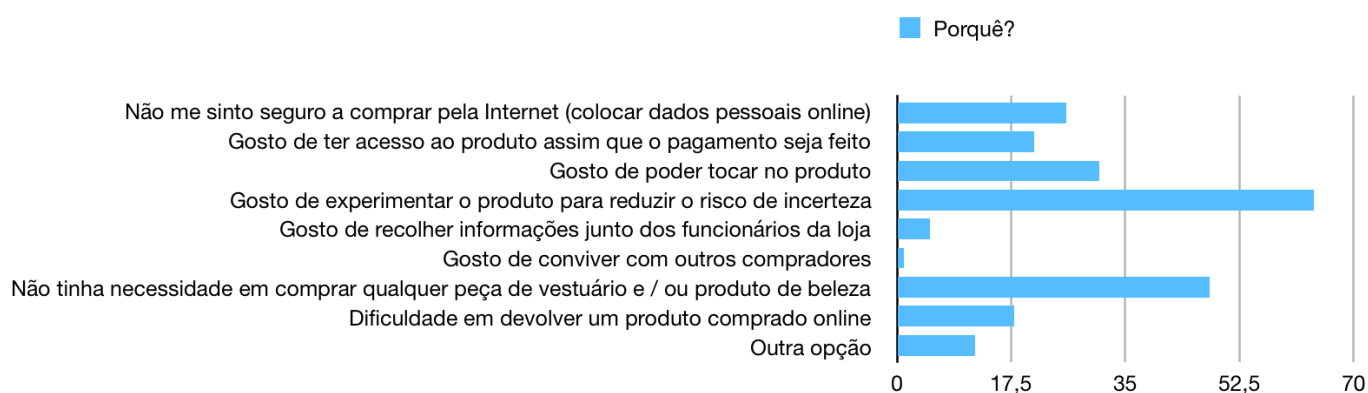 Porquê?
Não me sinto seguro a comprar pela Internet (colocar dados pessoais online)
Gosto de ter acesso ao produto assim que o pagamento seja feito
Gosto de poder tocar no produto
Gosto de experimentar o produto para reduzir o risco de incerteza
Gosto de recolher informações junto dos funcionários da loja
Gosto de conviver com outros compradores
Não tinha necessidade em comprar qualquer peça de vestuário e / ou produto de beleza
Dificuldade em devolver um produto comprado online
Outra opção
0 17,5 35 52,5 70